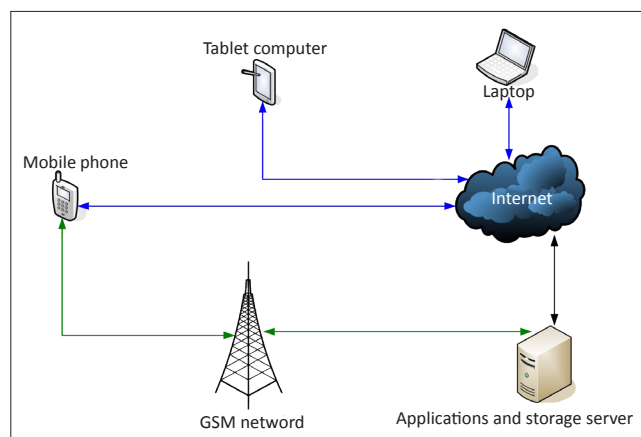 Tablet computer
Laptop
Mobile phone
Internet
GSM netword
Applications and storage server